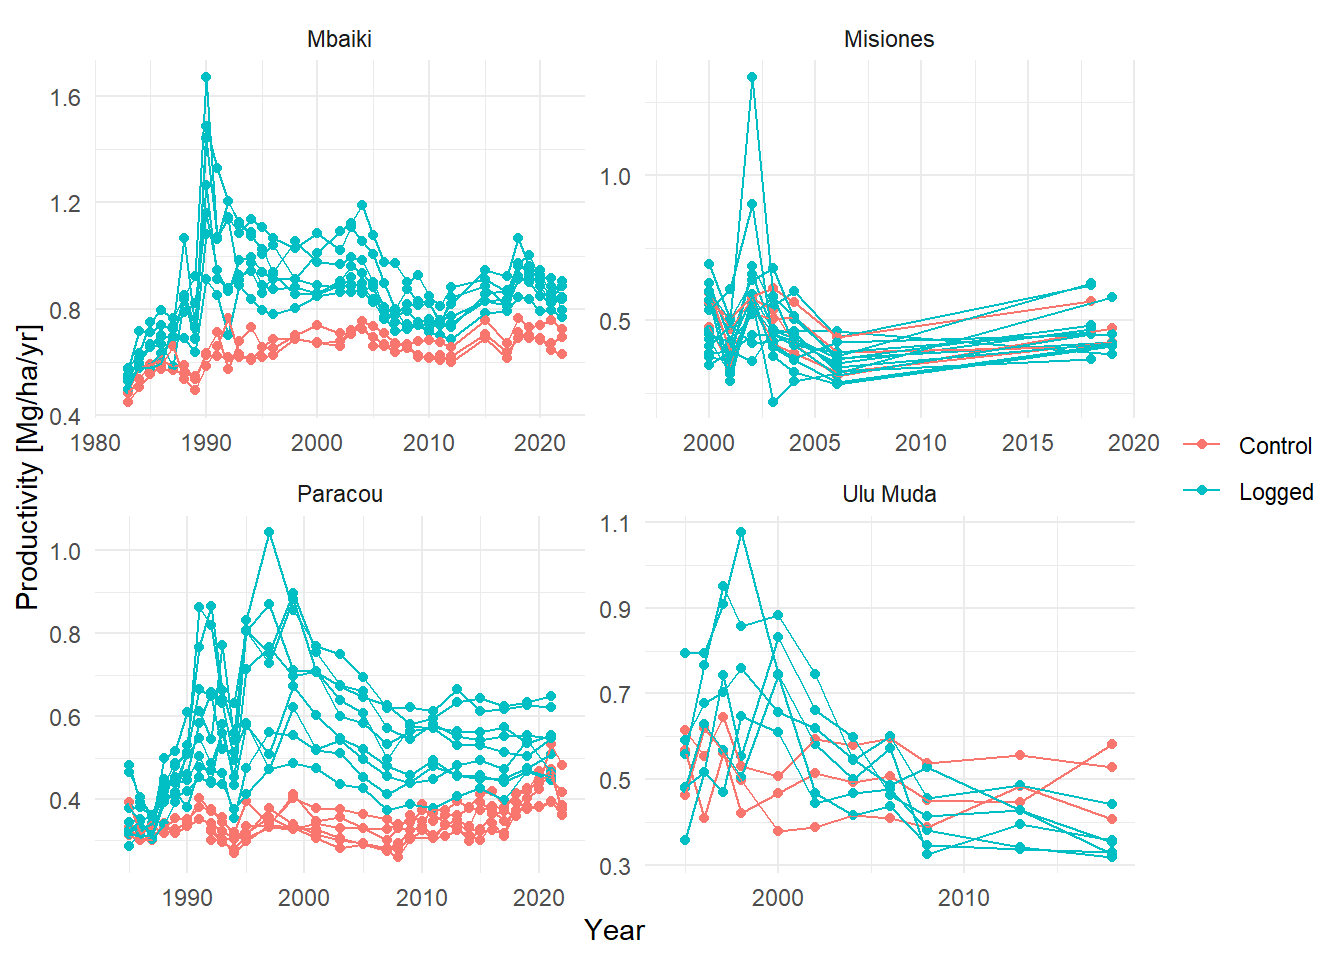 Mbaiki
Misiones
1.6
1.2
0.8
0.4
1980 1990 2000 2010 2020
1.0
0.5
2000 2005 2010 2015 2020
Productivity [Mg/ha/yr]
Control
Logged
Paracou
Ulu Muda
1.0
0.8
0.6
0.4
1990 2000 2010 2020
1.1
0.9
0.7
0.5
0.3
2000 2010
Year